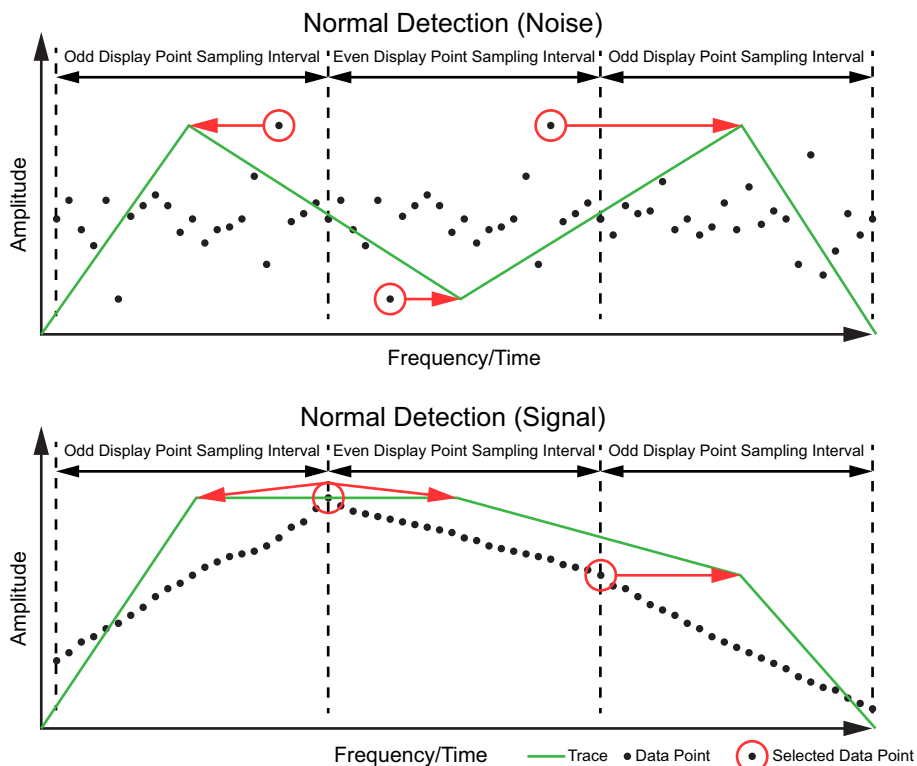 Normal Detection (Noise)
Odd Display Point Sampling Interval
Even Display Point Sampling Interval
Odd Display Point Sampling Interval
Amplitude
Frequency/Time
Normal Detection (Signal)
Odd Display Point Sampling Interval
Even Display Point Sampling Interval
Odd Display Point Sampling Interval
Amplitude
Frequency/Time
Trace
Data Point
Selected Data Point